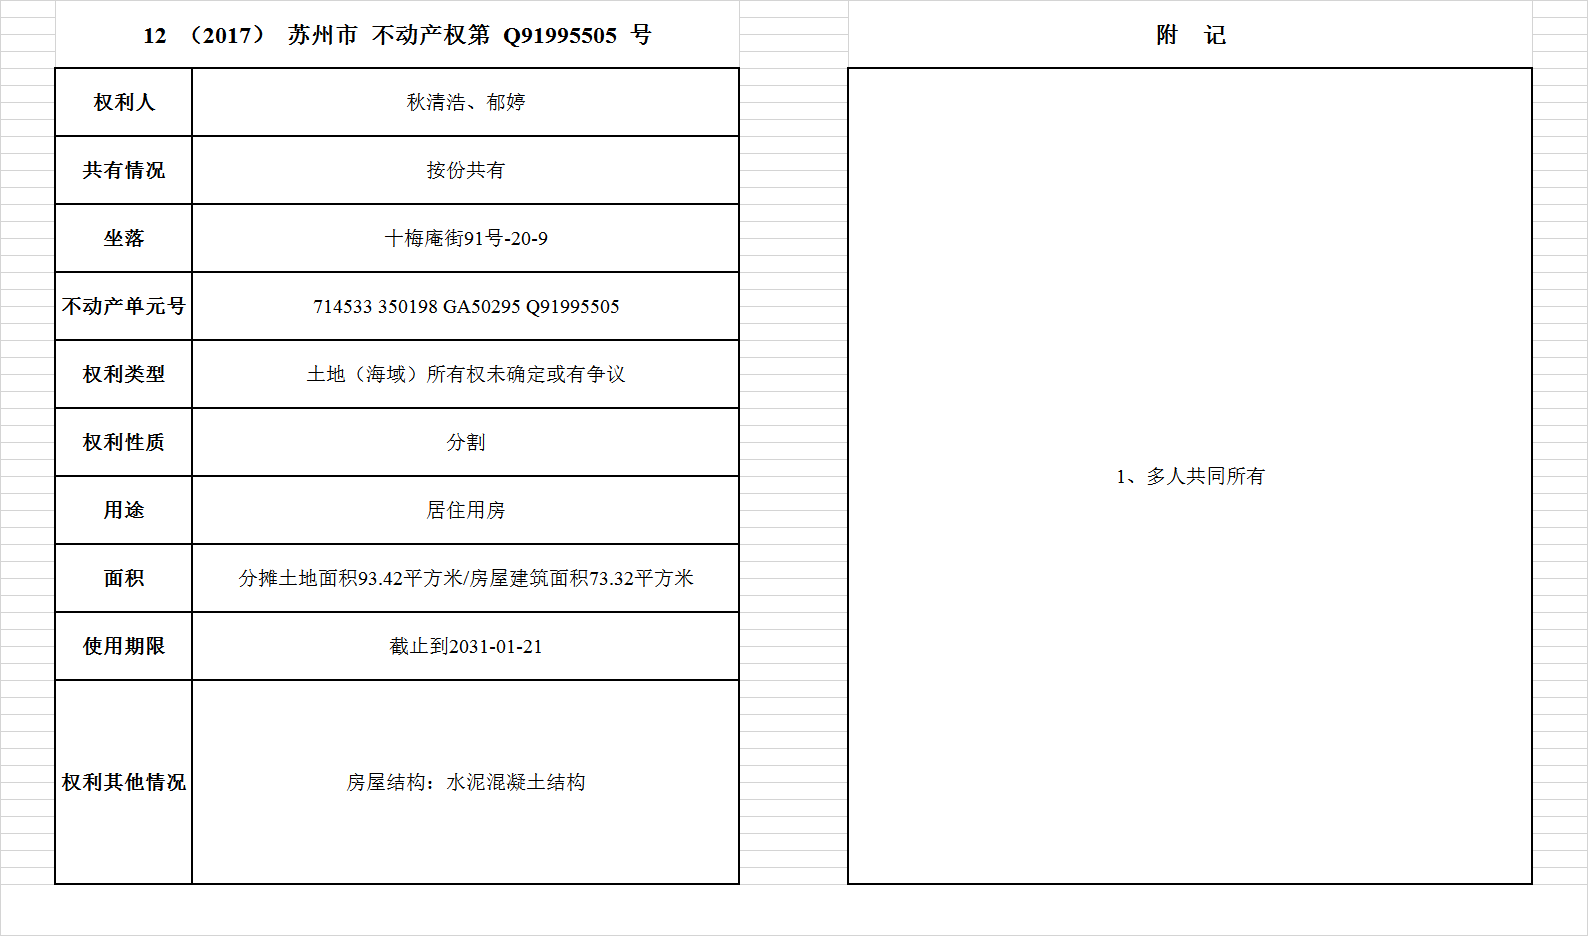 12 （2017） 苏州市 不动产权第 Q91995505 号
权利人 秋清浩、郁婷
共有情况 按份共有
坐落 十梅庵街91号-20-9
不动产单元号 714533 350198 GA50295 Q91995505
权利类型 土地（海域）所有权未确定或有争议
权利性质 分割
用途 居住用房
面积 分摊土地面积93.42平方米/房屋建筑面积73.32平方米
使用期限 截止到2031-01-21
权利其他情况 房屋结构：水泥混凝土结构
附 记
1、多人共同所有